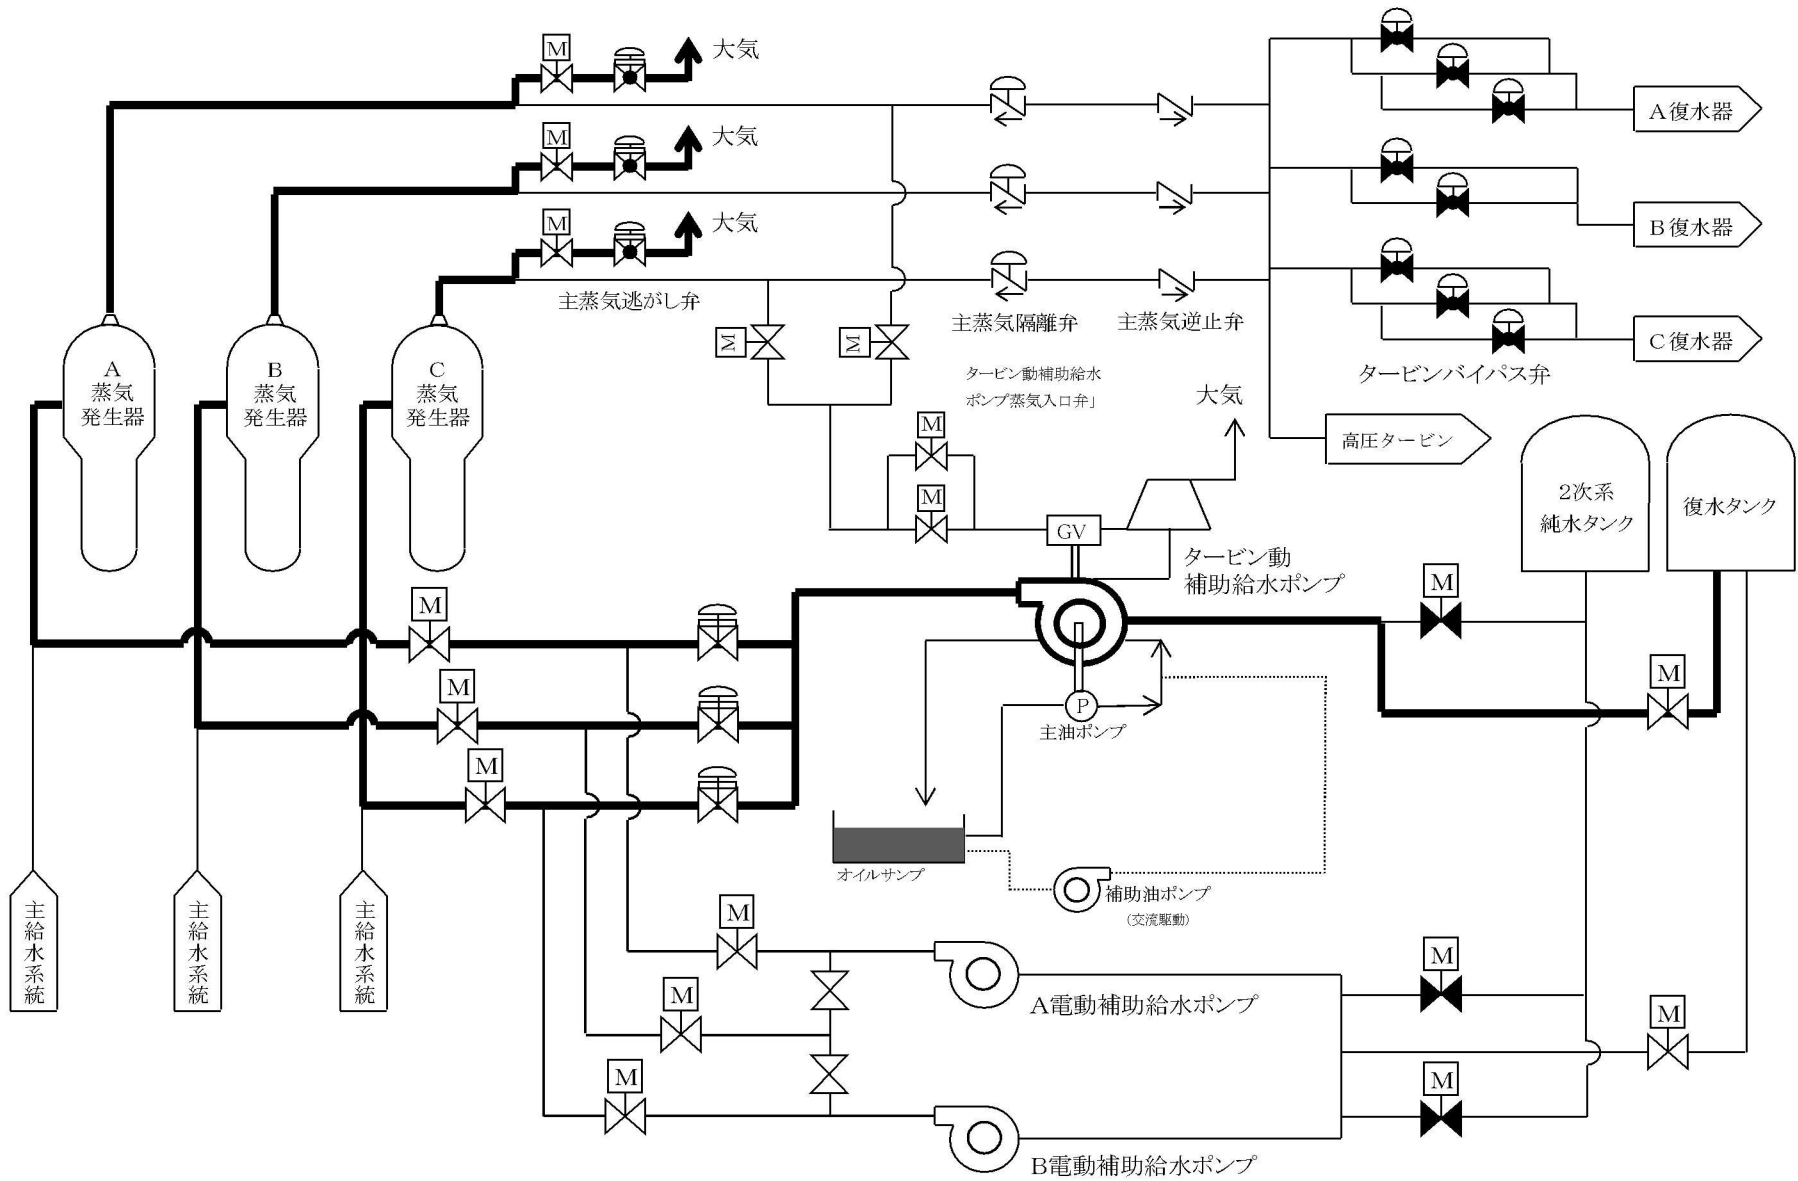 M
大気
M
大気
M
大気
主蒸気逃がし弁
主蒸気隔離弁
主蒸気逆止弁
A復水器
B復水器
C復水器
タービンバイパス弁
M
M
タービン動補助給水
ポンプ蒸気入口弁」
大気
高圧タービン
A
蒸気
発生器
B
蒸気
発生器
C
蒸気
発生器
M
M
GV
タービン動
補助給水ポンプ
2次系
純水タンク
復水タンク
M
M
M
M
M
P
主油ポンプ
オイルサンプ
補助油ポンプ
(交流駆動)
主給水系統
主給水系統
主給水系統
M
M
M
A電動補助給水ポンプ
B電動補助給水ポンプ
M
M
M